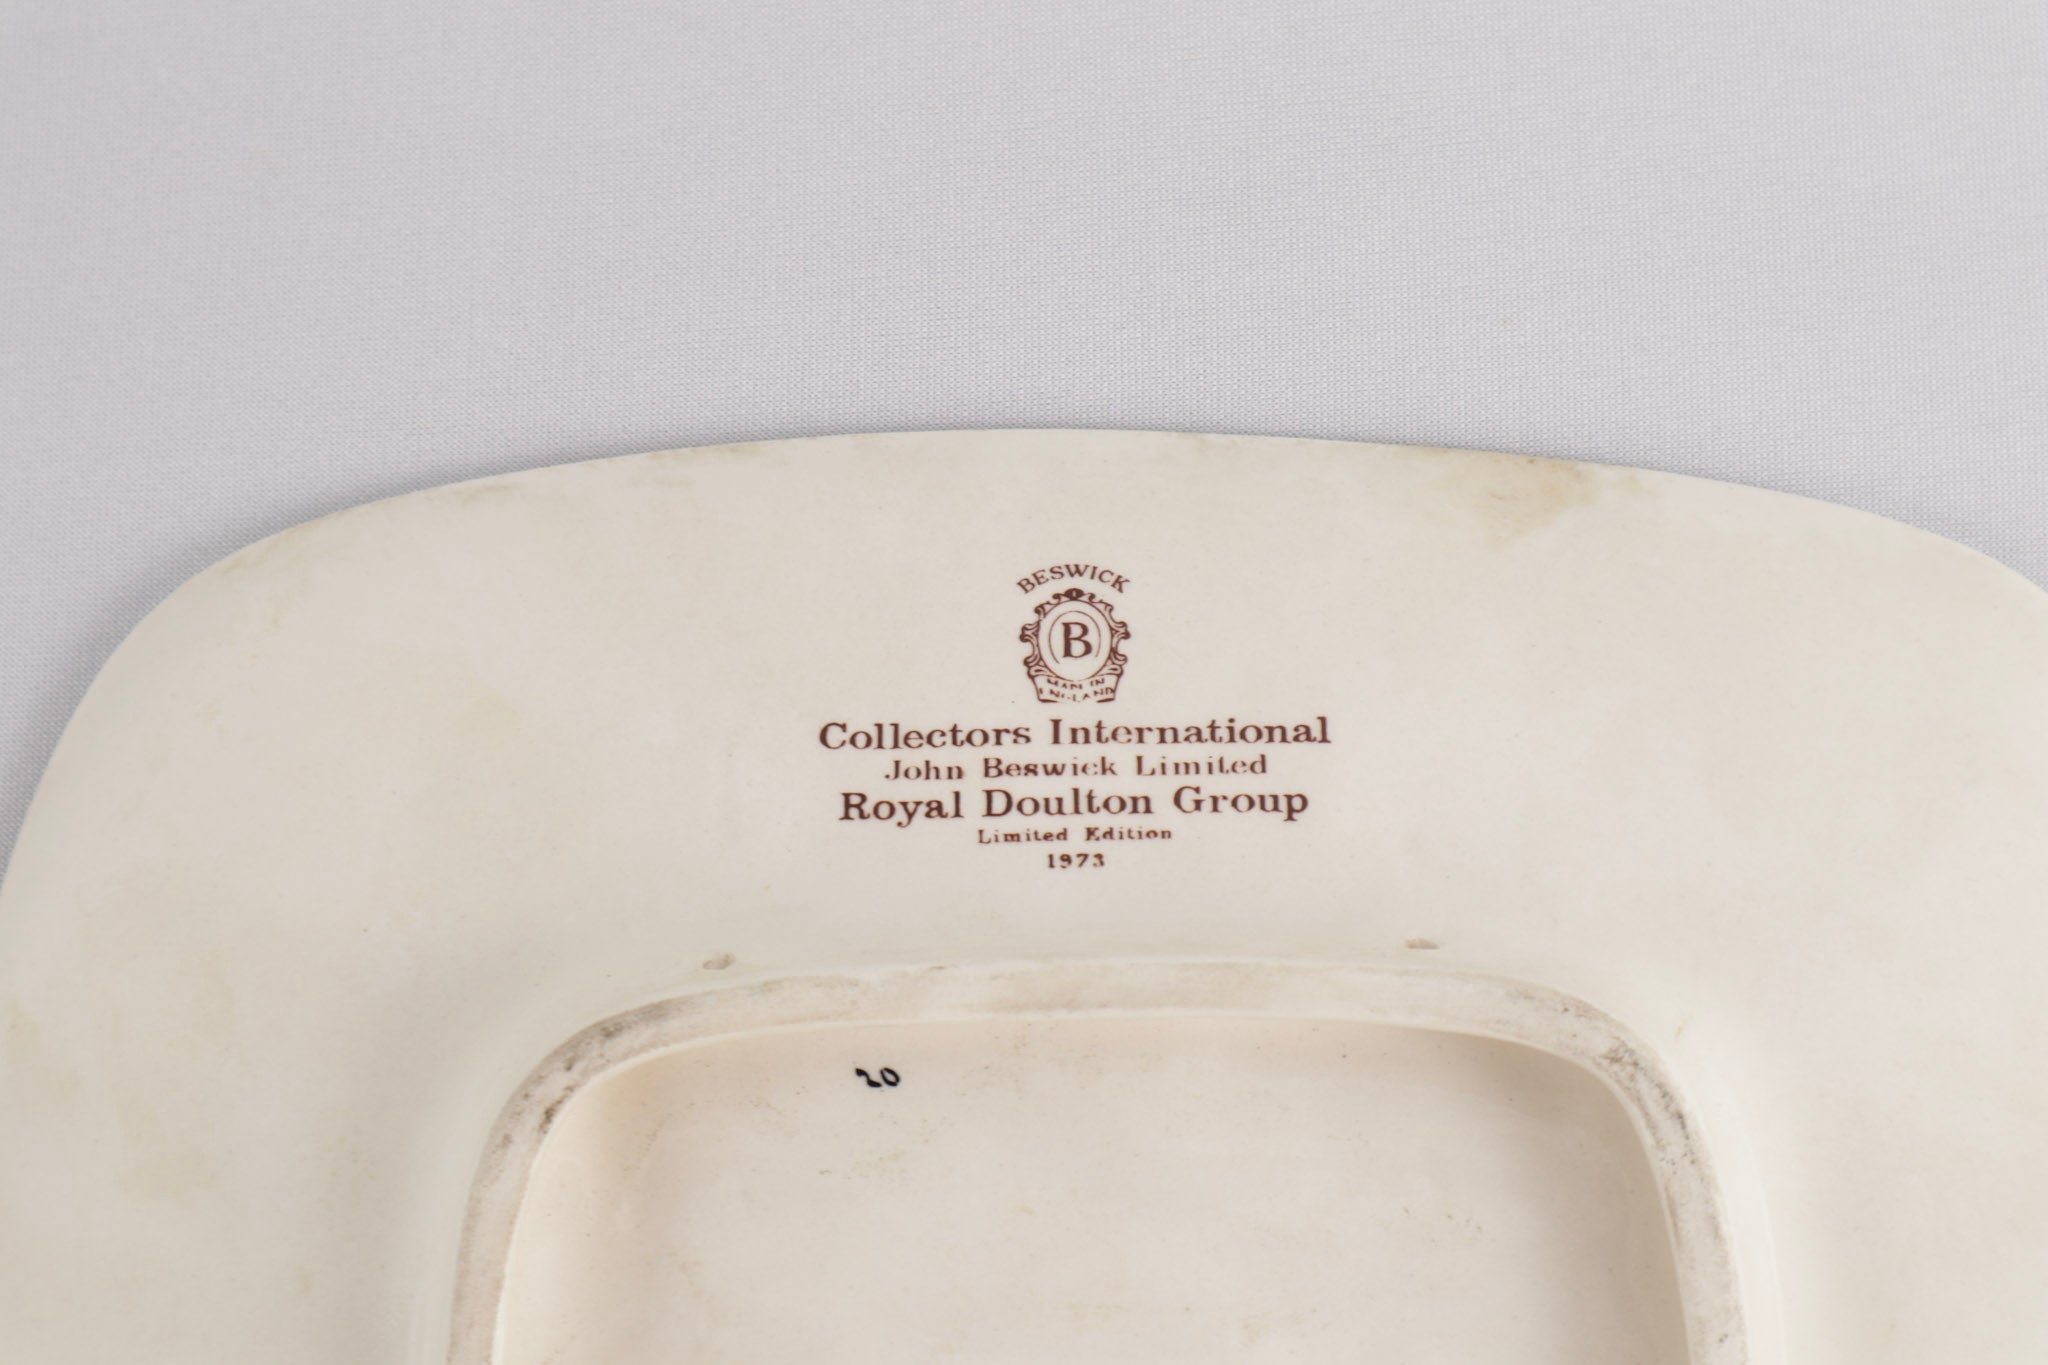 BESWICK
B
MADE IN
ENGLAND
Collectors International
John Beswick Limited
Royal Doulton Group
Limited Edition
1973
20